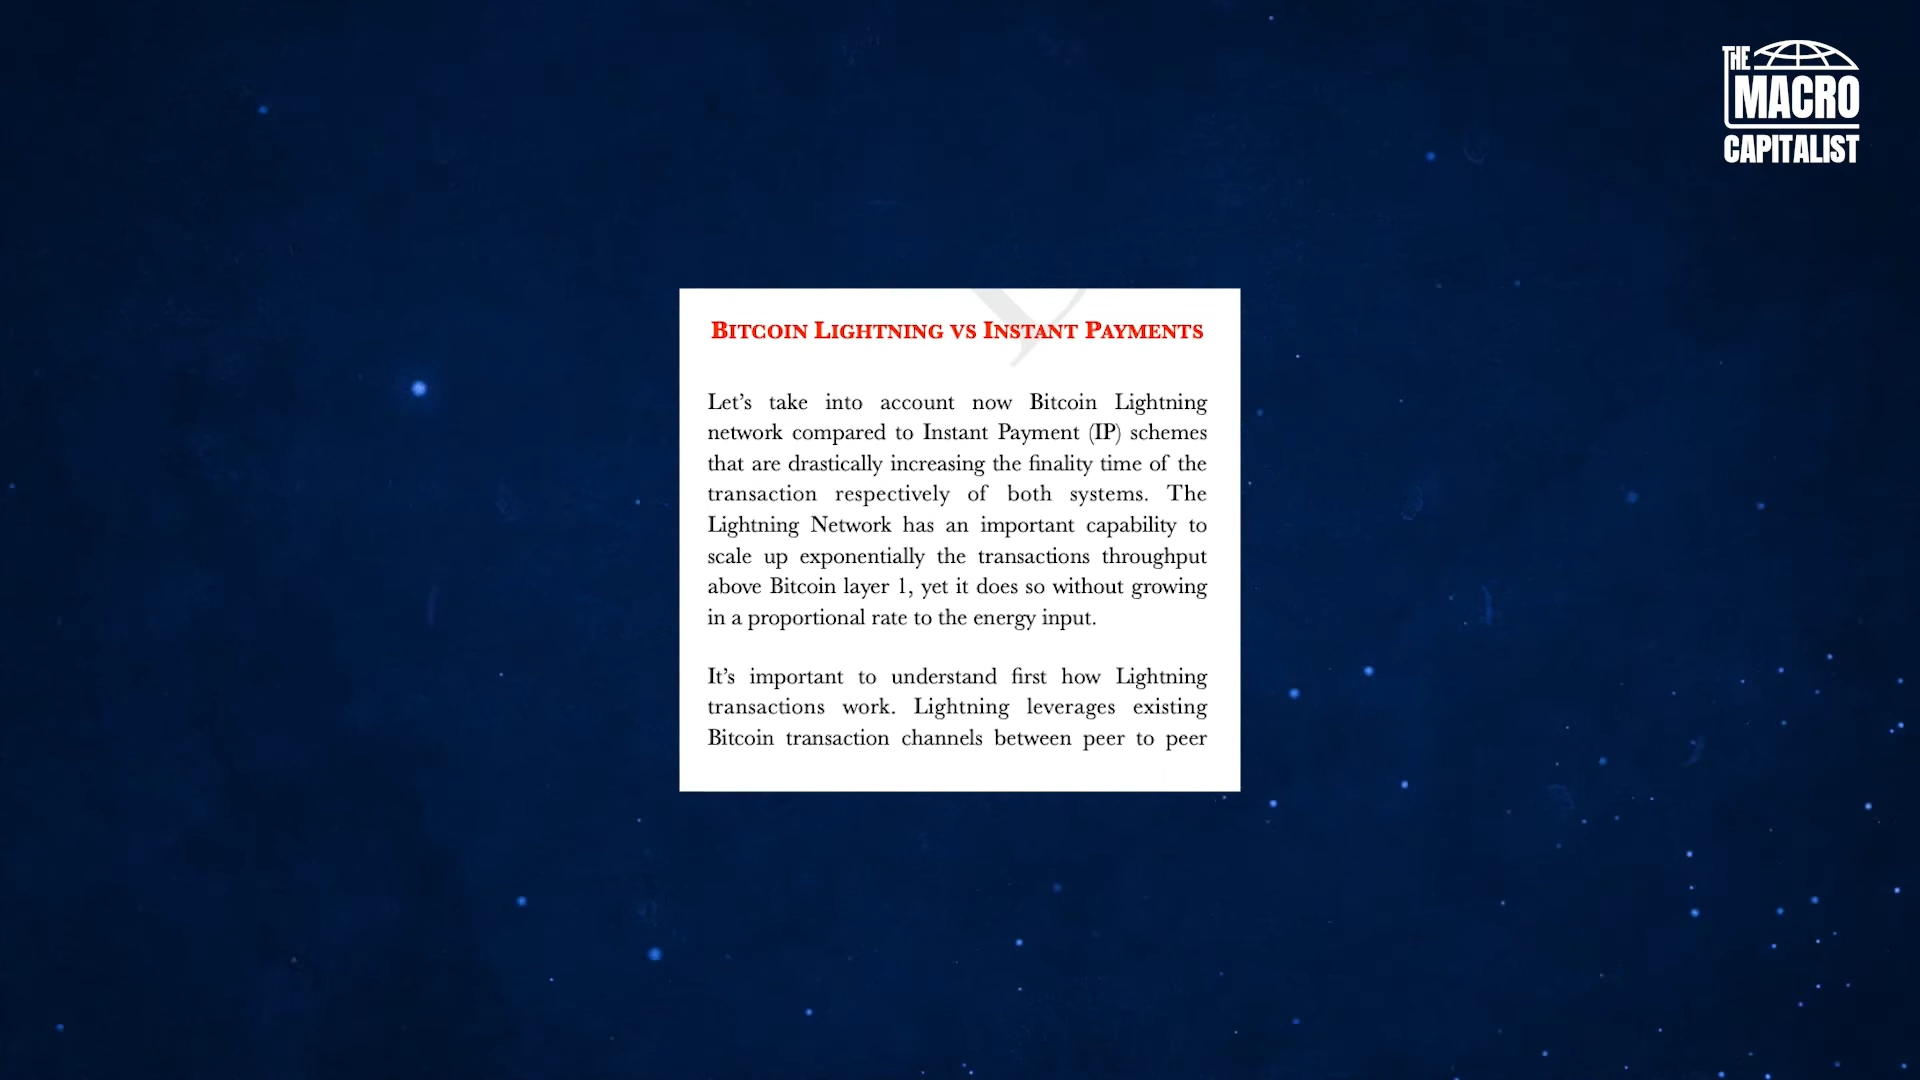 THE
MACRO
CAPITALIST
BITCOIN LIGHTNING VS INSTANT PAYMENTS
Let's take into account now Bitcoin Lightning
network compared to Instant Payment (IP) schemes
that are drastically increasing the finality time of the
transaction respectively of both systems. The
Lightning Network has an important capability to
scale up exponentially the transactions throughput
above Bitcoin layer 1, yet it does so without growing
in a proportional rate to the energy input.
It's important to understand first how Lightning
transactions work. Lightning leverages existing
Bitcoin transaction channels between peer to peer